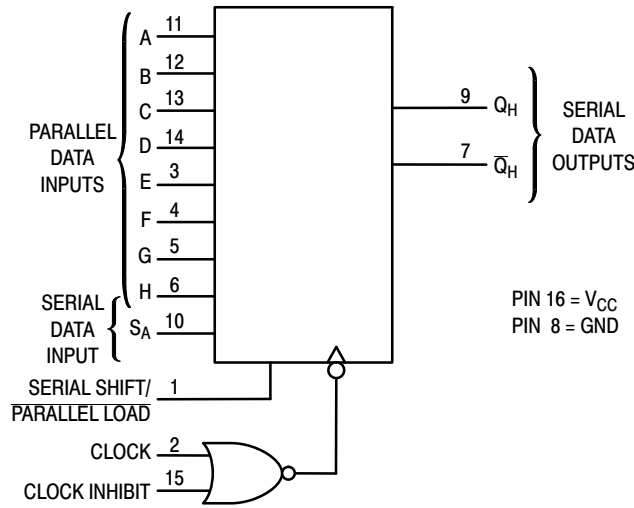 PARALLEL
DATA
INPUTS
A 11
B 12
C 13
D 14
E 3
F 4
G 5
H 6
SERIAL
DATA
INPUT
SA 10
SERIAL SHIFT/
PARALLEL LOAD
1
CLOCK 2
CLOCK INHIBIT 15
9 QH
7 Q̅H
SERIAL
DATA
OUTPUTS
PIN 16 = VCC
PIN 8 = GND